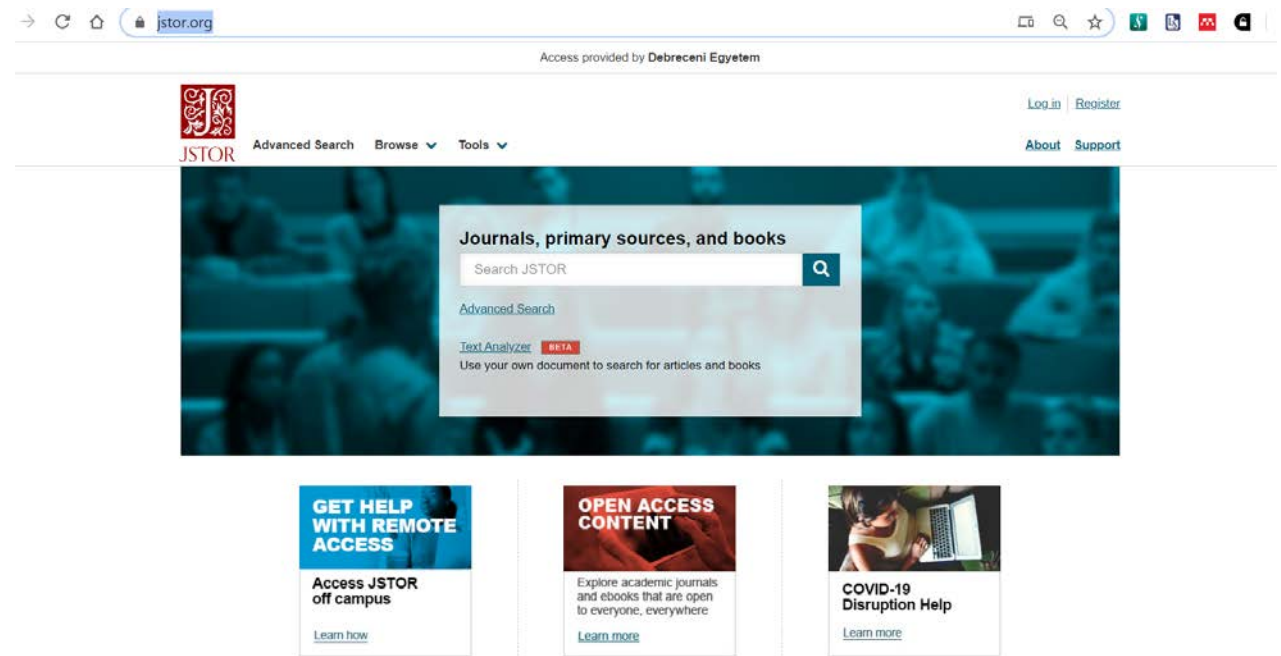 jstor.org
Access provided by Debreceni Egyetem
Log in Register
JSTOR
Advanced Search Browse Tools
About Support
Journals, primary sources, and books
Search JSTOR
Advanced Search
Text Analyzer BETA
Use your own document to search for articles and books
GET HELP
WITH REMOTE
ACCESS
Access JSTOR
off campus
Learn how
OPEN ACCESS
CONTENT
Explore academic journals
and ebooks that are open
to everyone, everywhere
Learn more
COVID-19
Disruption Help
Learn more